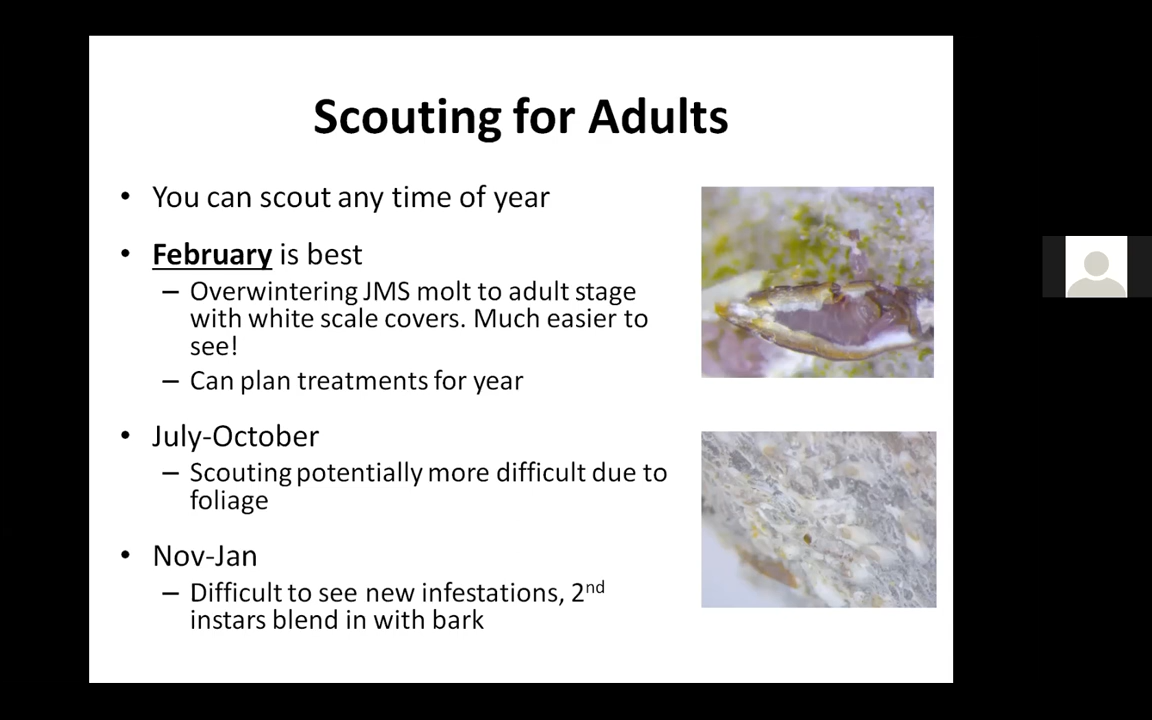 Scouting for Adults
• You can scout any time of year
• February is best
– Overwintering JMS molt to adult stage
with white scale covers. Much easier to
see!
– Can plan treatments for year
• July-October
– Scouting potentially more difficult due to
foliage
• Nov-Jan
– Difficult to see new infestations, 2nd
instars blend in with bark